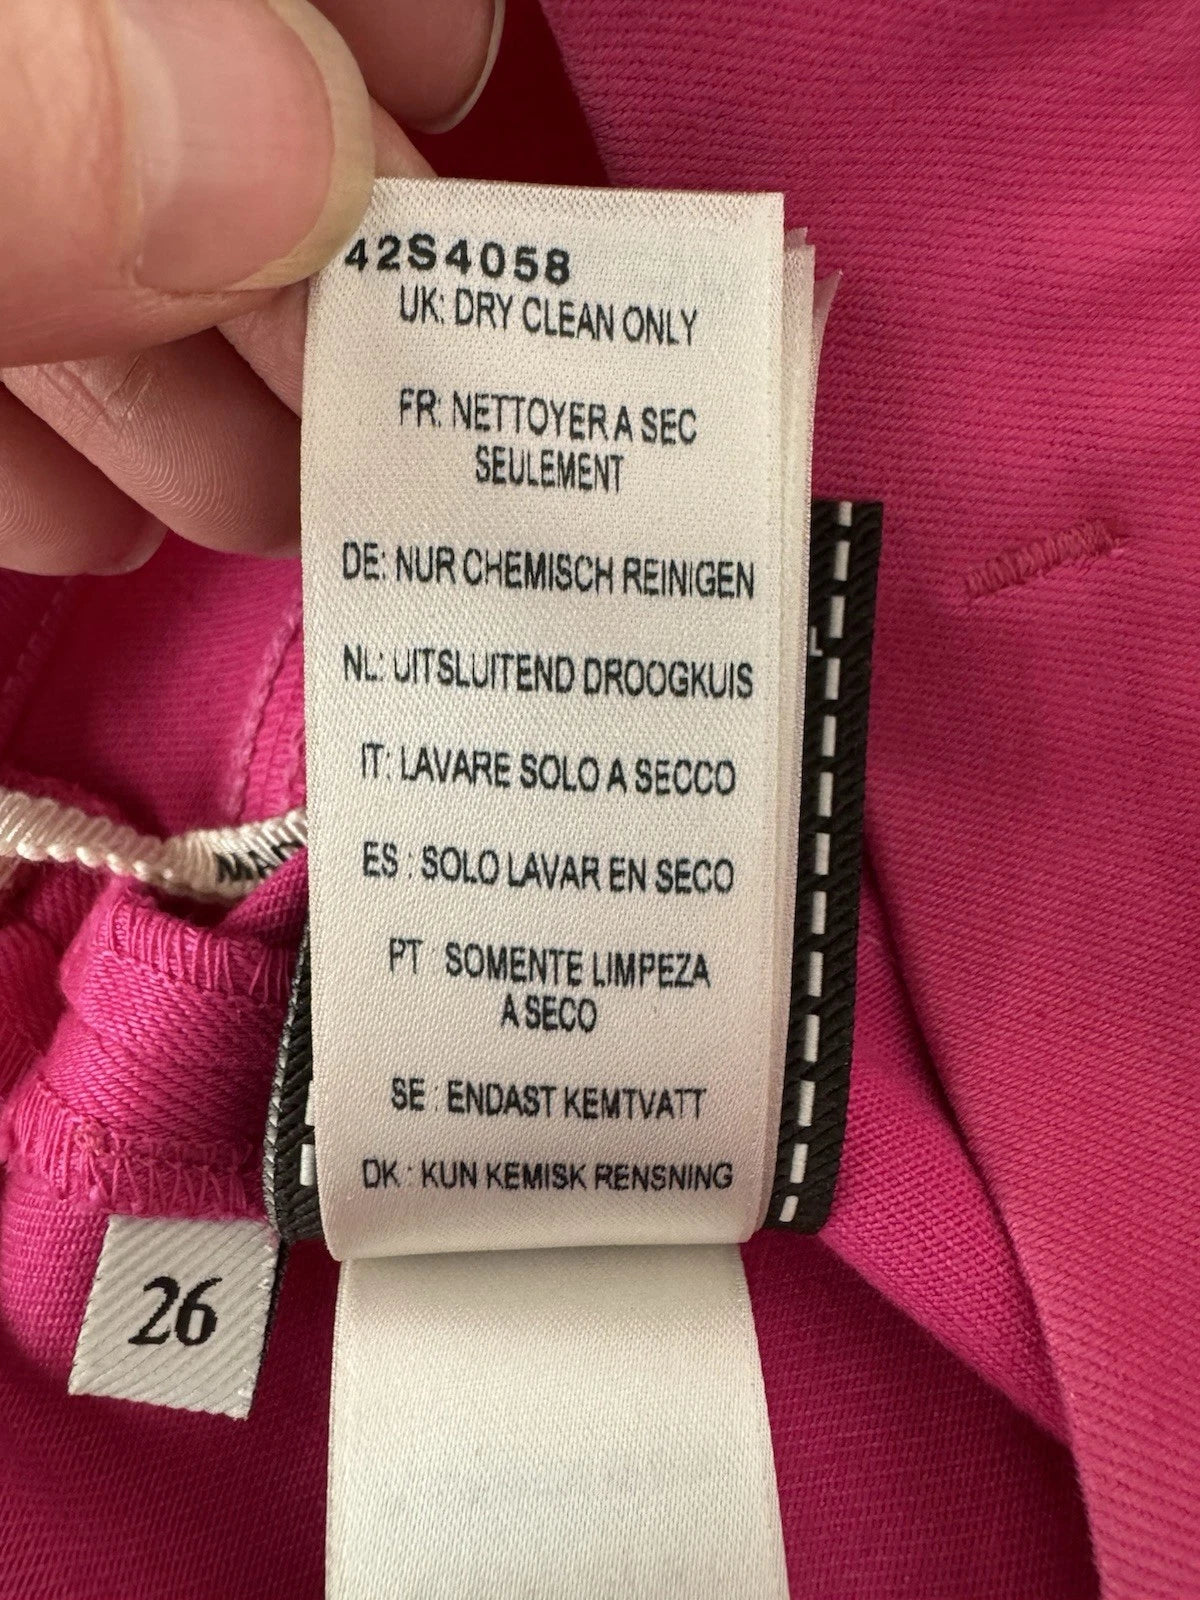 42S4058
UK: DRY CLEAN ONLY
FR: NETTOYER A SEC
SEULEMENT
DE: NUR CHEMISCH REINIGEN
NL: UITSLUITEND DROOGKUIS
IT: LAVARE SOLO A SECCO
ES : SOLO LAVAR EN SECO
PT SOMENTE LIMPEZA
A SECO
SE : ENDAST KEMTVATT
DK : KUN KEMISK RENSNING
26